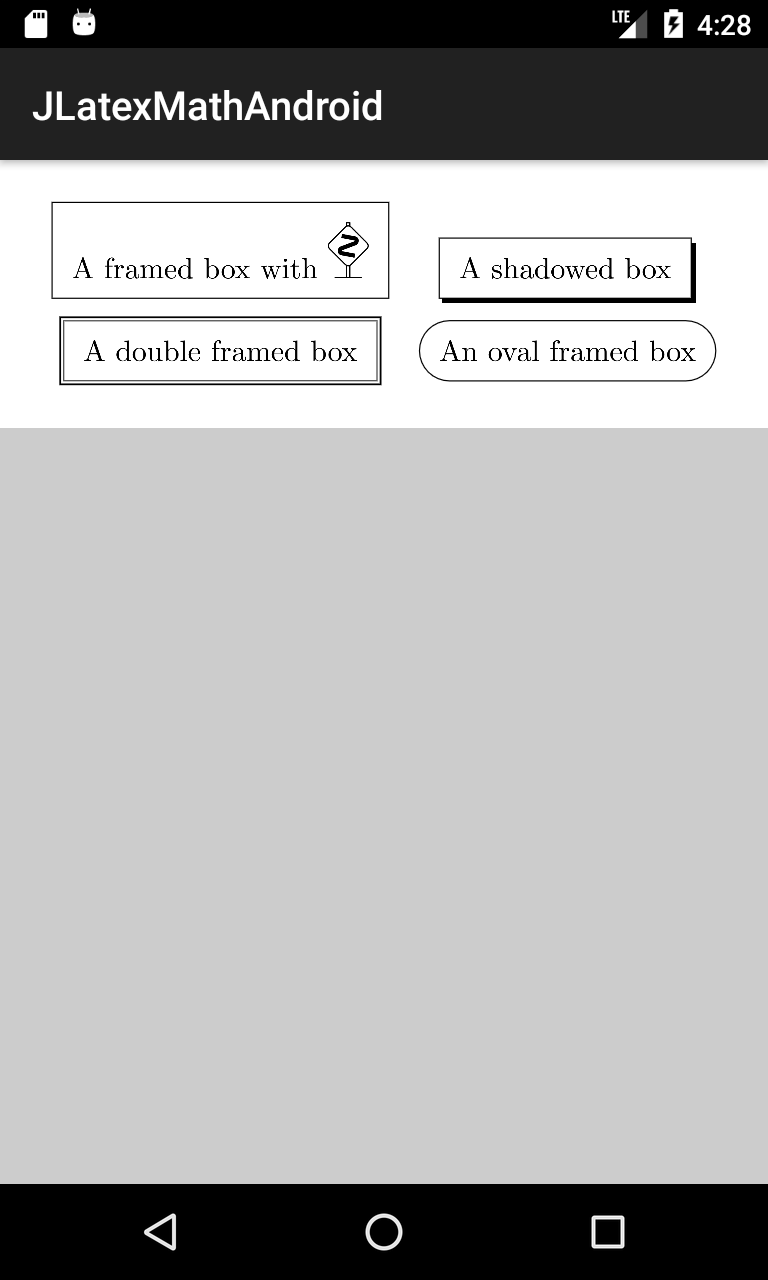 LTE 4:28
JLatexMathAndroid
A framed box with
A shadowed box
A double framed box
An oval framed box